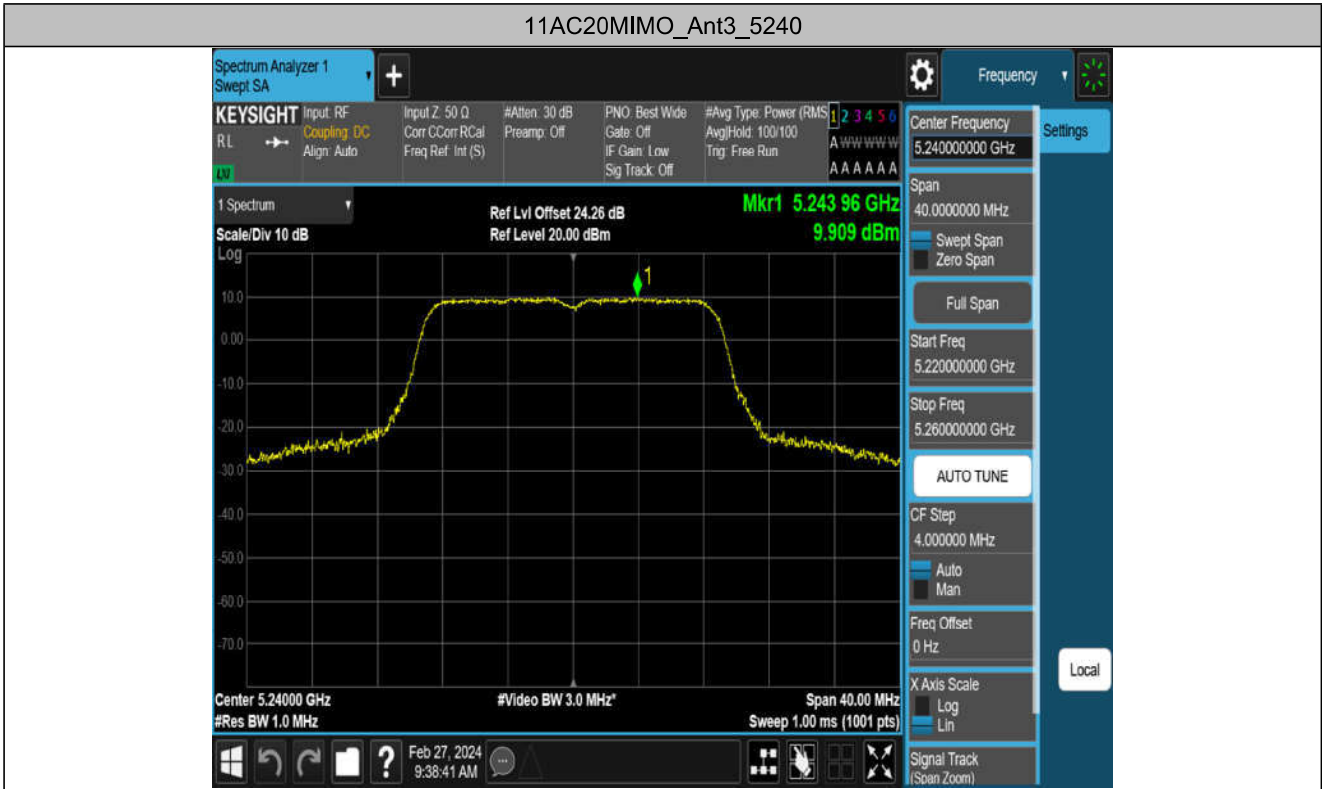 11AC20MIMO_Ant3_5240
Spectrum Analyzer 1
Swept SA
+
Frequency
KEYSIGHT
RL
LXI
Input: RF
Coupling: DC
Align: Auto
Input Z: 50 Ω
Corr CCorr RCal
Freq Ref: Int (S)
#Atten: 30 dB
Preamp: Off
PNO: Best Wide
Gate: Off
IF Gain: Low
Sig Track: Off
#Avg Type: Power (RMS
Avg|Hold: 100/100
Trig: Free Run
1 2 3 4 5 6
A W W W W W
A A A A A A
1 Spectrum
Scale/Div 10 dB
Log
Ref Lvl Offset 24.26 dB
Ref Level 20.00 dBm
Mkr1 5.243 96 GHz
9.909 dBm
1
10.0
0.00
-10.0
-20.0
-30.0
-40.0
-50.0
-60.0
-70.0
Center 5.24000 GHz
#Video BW 3.0 MHz*
Span 40.00 MHz
#Res BW 1.0 MHz
Sweep 1.00 ms (1001 pts)
Center Frequency
5.240000000 GHz
Settings
Span
40.0000000 MHz
Swept Span
Zero Span
Full Span
Start Freq
5.220000000 GHz
Stop Freq
5.260000000 GHz
AUTO TUNE
CF Step
4.000000 MHz
Auto
Man
Freq Offset
0 Hz
X Axis Scale
Log
Lin
Local
Signal Track
(Span Zoom)
?
Feb 27, 2024
9:38:41 AM